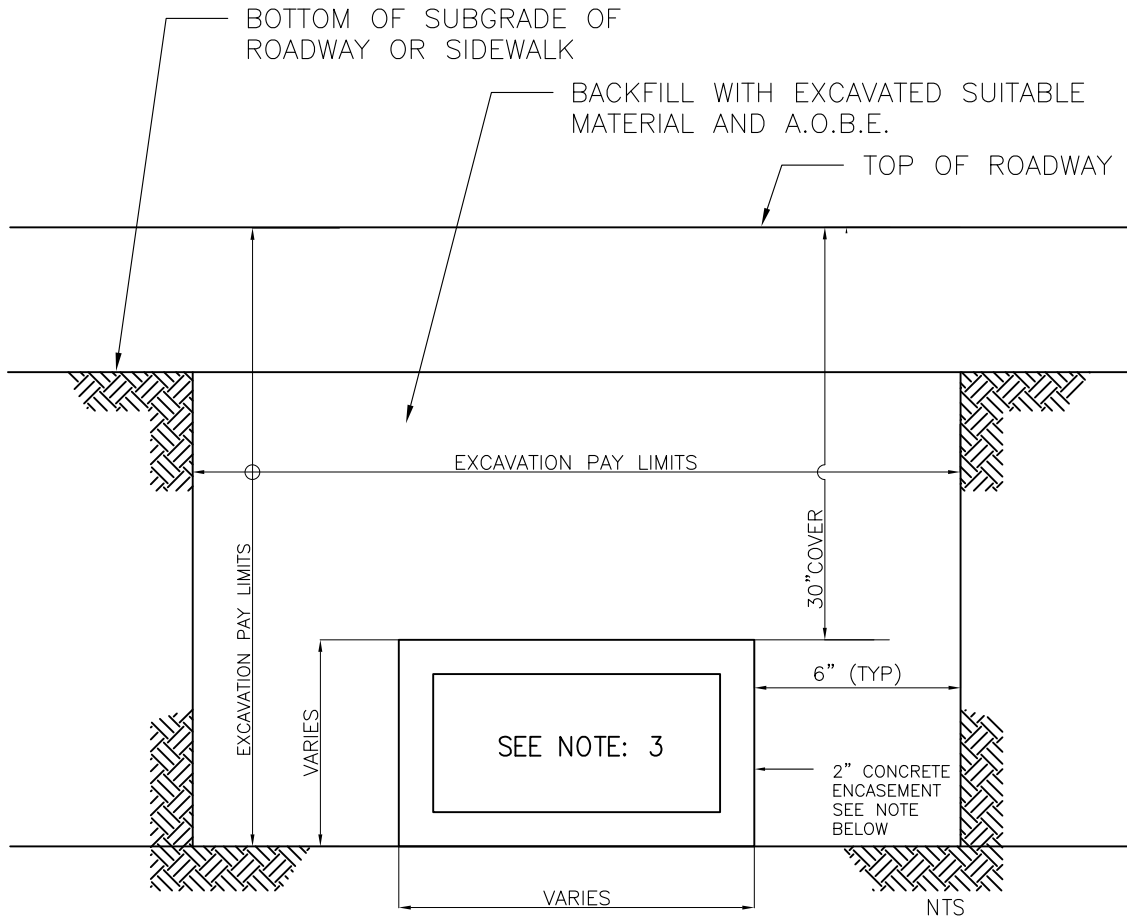 BOTTOM OF SUBGRADE OF
ROADWAY OR SIDEWALK
BACKFILL WITH EXCAVATED SUITABLE
MATERIAL AND A.O.B.E.
TOP OF ROADWAY
EXCAVATION PAY LIMITS
EXCAVATION PAY LIMITS
30"COVER
VARIES
6" (TYP)
SEE NOTE: 3
2" CONCRETE
ENCASEMENT
SEE NOTE
BELOW
VARIES
NTS